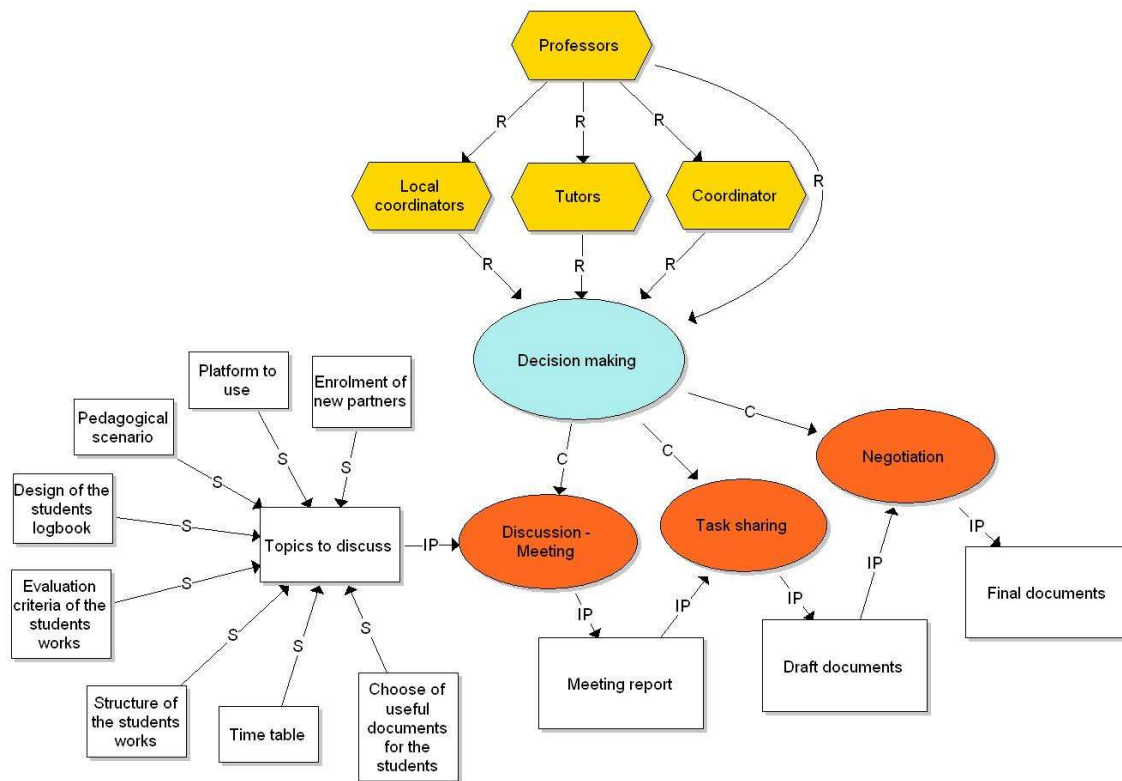 Professors
R
R
R
R
Local
coordinators
Tutors
Coordinator
R
R
R
Decision making
Platform to
use
Enrolment of
new partners
Pedagogical
scenario
Design of the
students
logbook
Evaluation
criteria of the
students
works
Structure of
the students
works
Time table
Choose of
useful
documents
for the
students
S
S
S
S
S
S
S
S
Topics to discuss
IP
C
C
C
Discussion -
Meeting
Task sharing
Negotiation
IP
IP
IP
IP
IP
Meeting report
Draft documents
Final documents